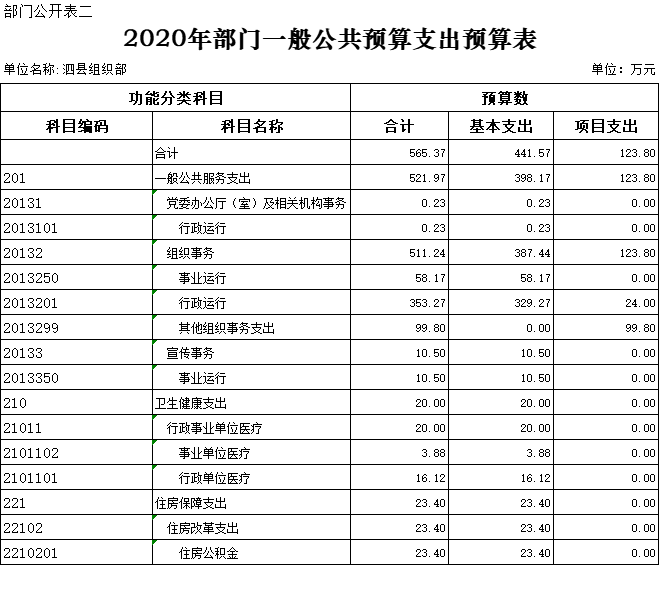 部门公开表二
2020年部门一般公共预算支出预算表
单位名称:泗县组织部 单位：万元
功能分类科目 预算数
科目编码 科目名称 合计 基本支出 项目支出
合计 565.37 441.57 123.80
201 一般公共服务支出 521.97 398.17 123.80
20131 党委办公厅（室）及相关机构事务 0.23 0.23 0.00
2013101 行政运行 0.23 0.23 0.00
20132 组织事务 511.24 387.44 123.80
2013250 事业运行 58.17 58.17 0.00
2013201 行政运行 353.27 329.27 24.00
2013299 其他组织事务支出 99.80 0.00 99.80
20133 宣传事务 10.50 10.50 0.00
2013350 事业运行 10.50 10.50 0.00
210 卫生健康支出 20.00 20.00 0.00
21011 行政事业单位医疗 20.00 20.00 0.00
2101102 事业单位医疗 3.88 3.88 0.00
2101101 行政单位医疗 16.12 16.12 0.00
221 住房保障支出 23.40 23.40 0.00
22102 住房改革支出 23.40 23.40 0.00
2210201 住房公积金 23.40 23.40 0.00